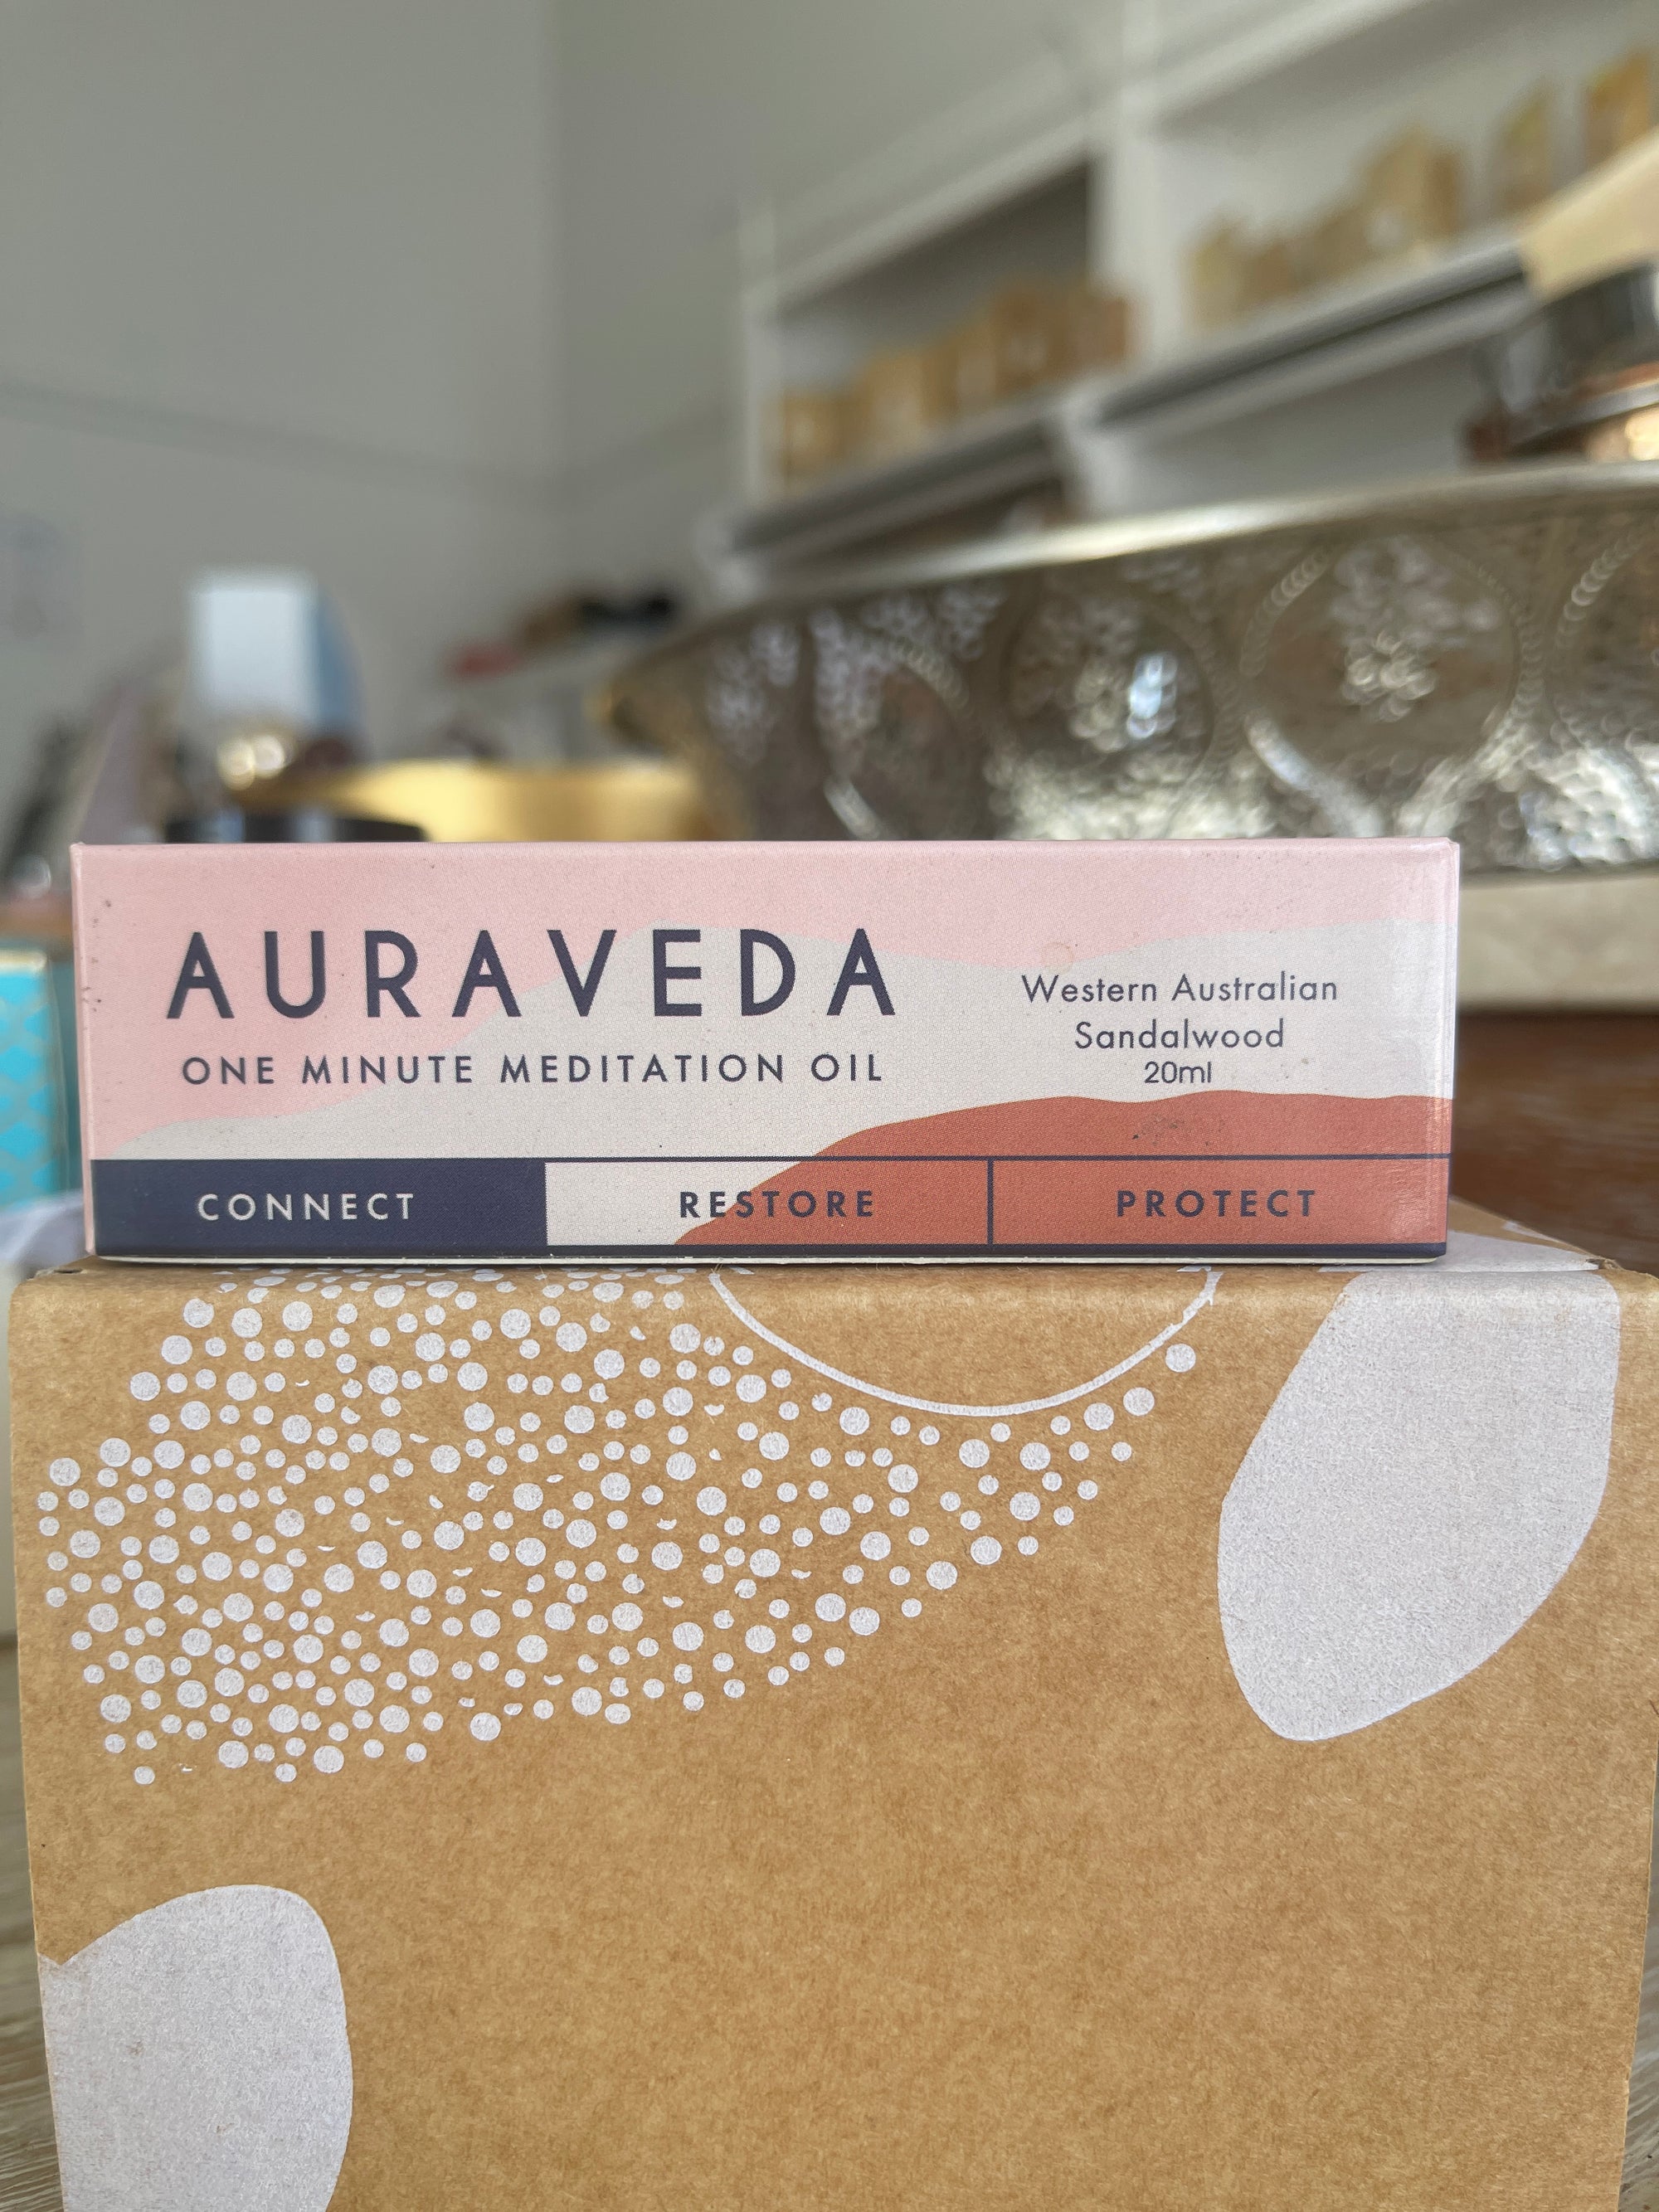 AURAVEDA
ONE MINUTE MEDITATION OIL
Western Australian
Sandalwood
20ml
CONNECT
RESTORE
PROTECT